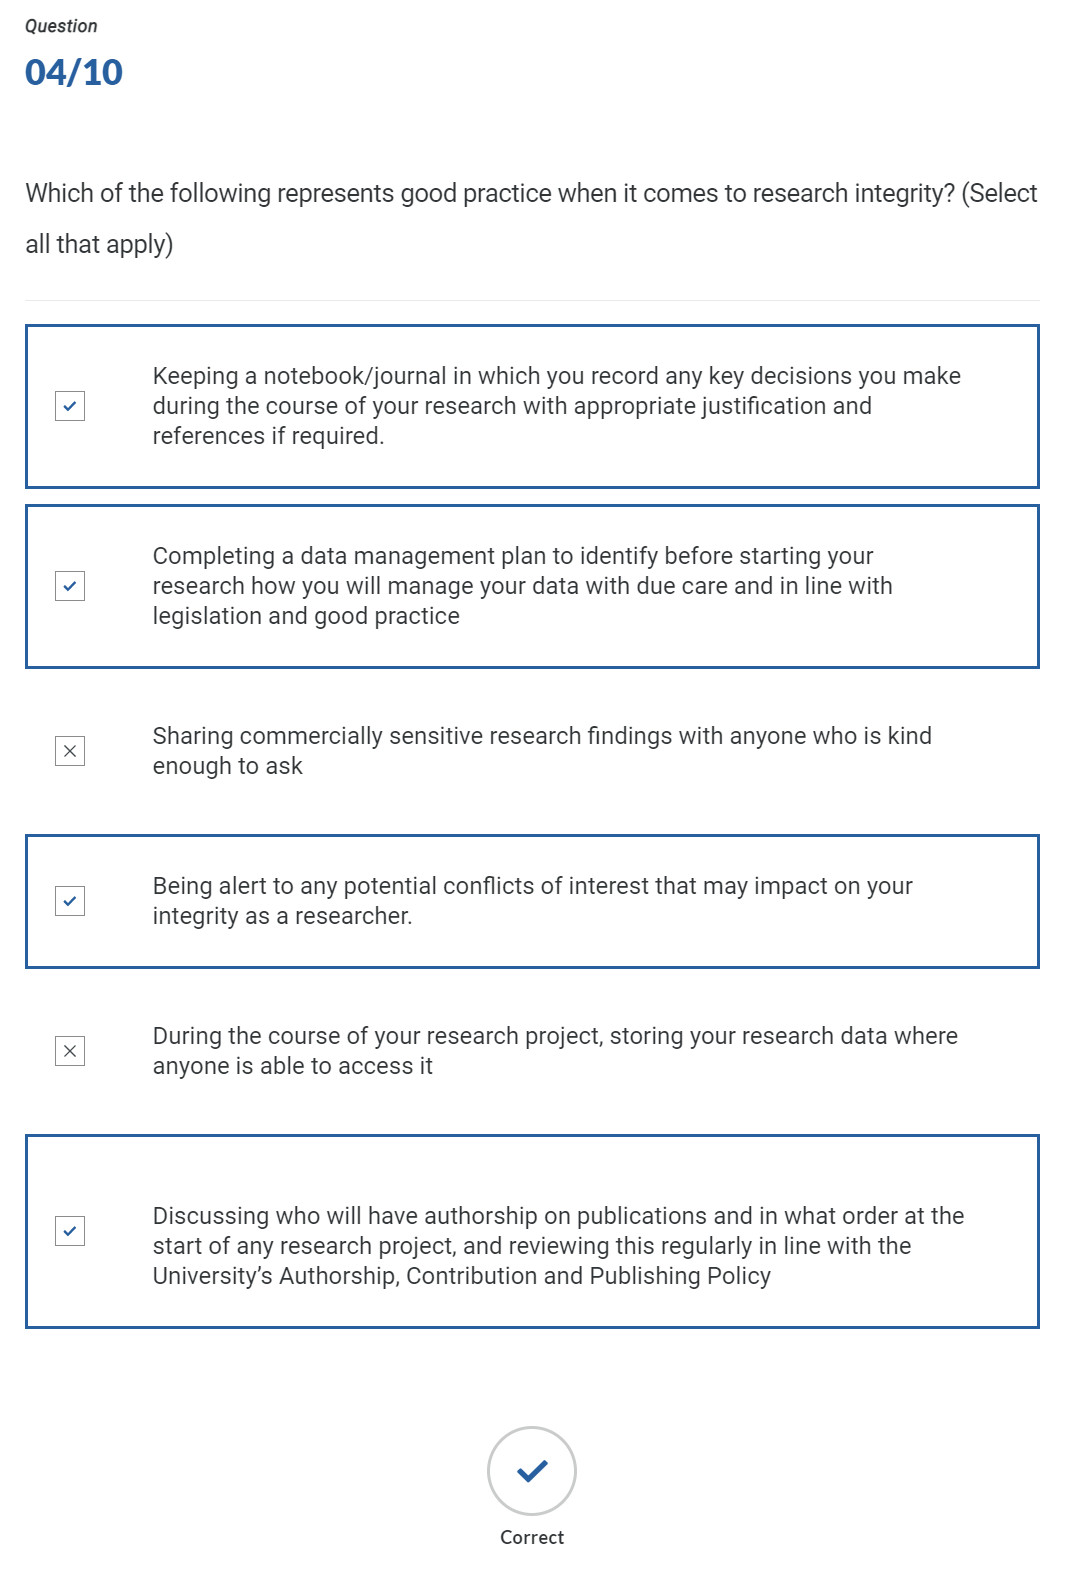 Question
04/10
Which of the following represents good practice when it comes to research integrity? (Select
all that apply)
Keeping a notebook/journal in which you record any key decisions you make
during the course of your research with appropriate justification and
references if required.
Completing a data management plan to identify before starting your
research how you will manage your data with due care and in line with
legislation and good practice
Sharing commercially sensitive research findings with anyone who is kind
enough to ask
Being alert to any potential conflicts of interest that may impact on your
integrity as a researcher.
During the course of your research project, storing your research data where
anyone is able to access it
Discussing who will have authorship on publications and in what order at the
start of any research project, and reviewing this regularly in line with the
University’s Authorship, Contribution and Publishing Policy
Correct